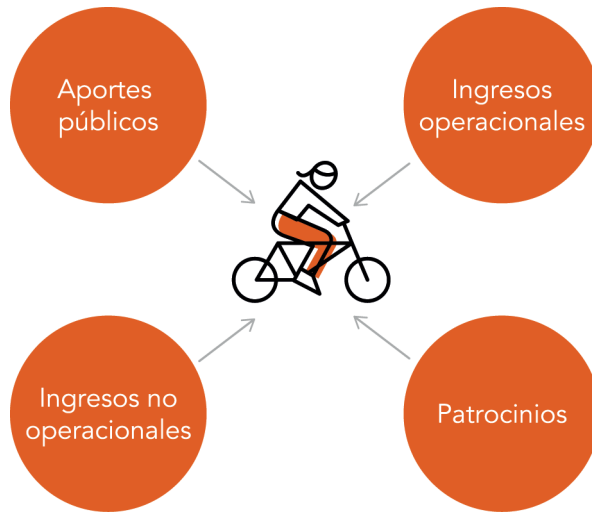 Aportes
públicos
Ingresos
operacionales
Ingresos no
operacionales
Patrocinios